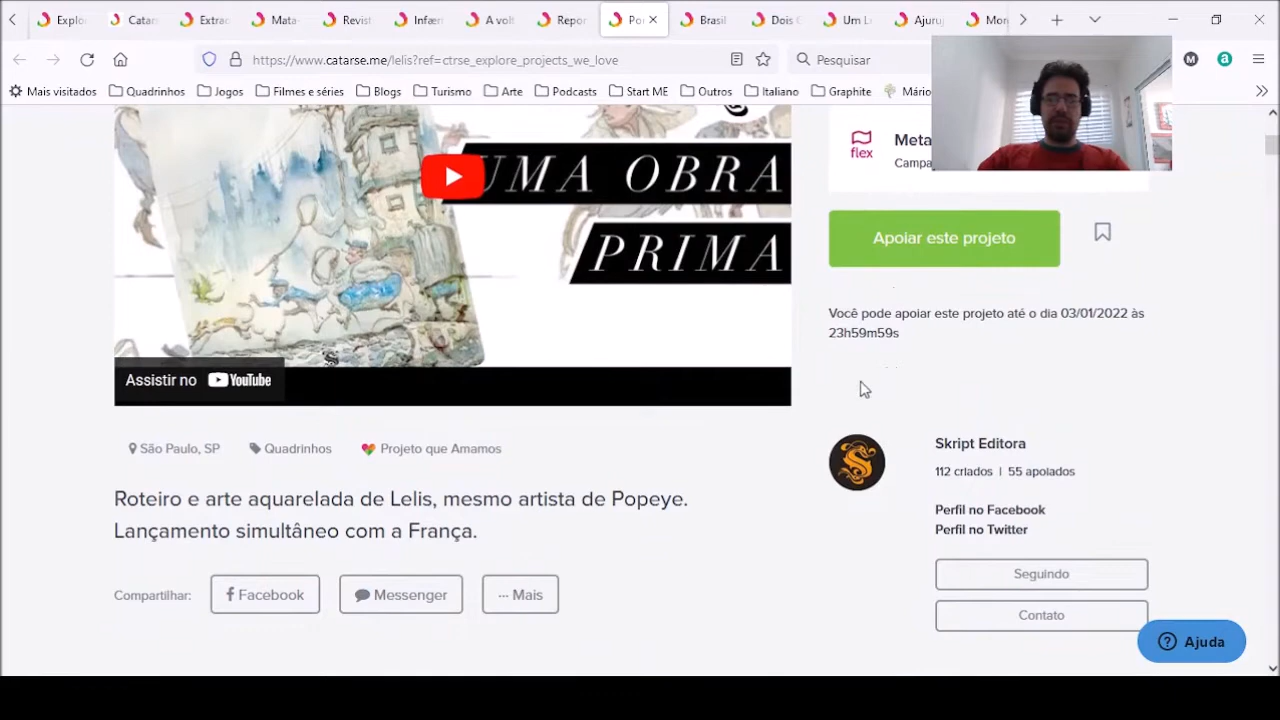 Explo
Catar
Extrac
Mata-
Revist
Infærn
A volt
Repor
Po
Brasil
Dois
Um L
Ajuruj
Mor
https://www.catarse.me/lelis?ref=ctrse_explore_projects_we_love
Pesquisar
M
a
Mais visitados
Quadrinhos
Jogos
Filmes e séries
Blogs
Turismo
Arte
Podcasts
Start ME
Outros
Italiano
Graphite
Mário
UMA OBRA
PRIMA
Assistir no YouTube
flex
Meta
Campa
Apoiar este projeto
Você pode apoiar este projeto até o dia 03/01/2022 às
23h59m59s
São Paulo, SP
Quadrinhos
Projeto que Amamos
Roteiro e arte aquarelada de Lelis, mesmo artista de Popeye.
Lançamento simultâneo com a França.
Compartilhar:
Facebook
Messenger
··· Mais
Skript Editora
112 criados | 55 apoiados
Perfil no Facebook
Perfil no Twitter
Seguindo
Contato
Ajuda